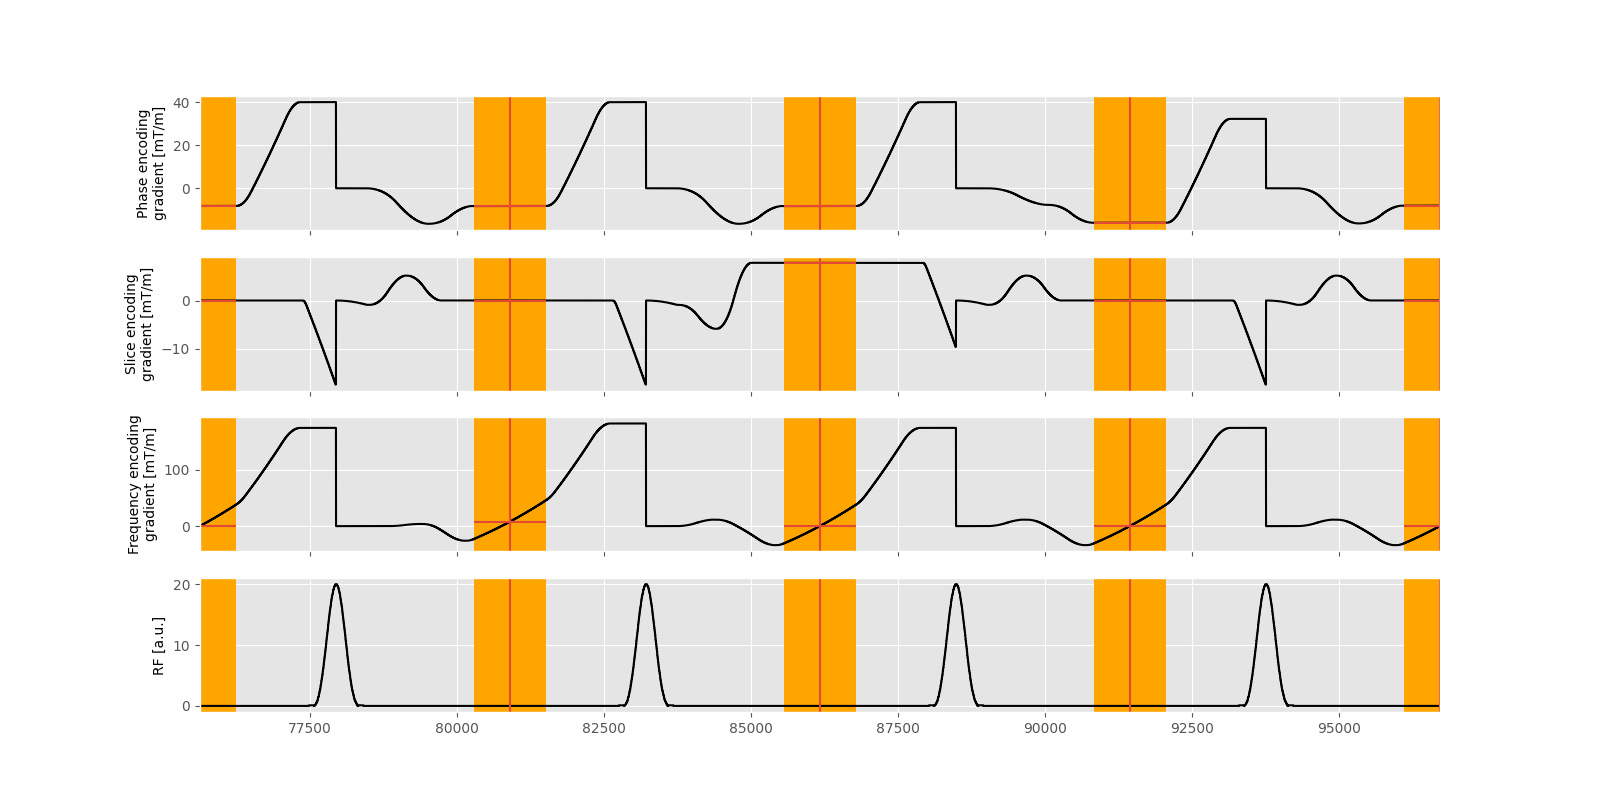 Phase encoding
gradient [mT/m]
40
20
0
Slice encoding
gradient [mT/m]
0
−10
Frequency encoding
gradient [mT/m]
100
0
RF [a.u.]
20
10
0
77500 80000 82500 85000 87500 90000 92500 95000